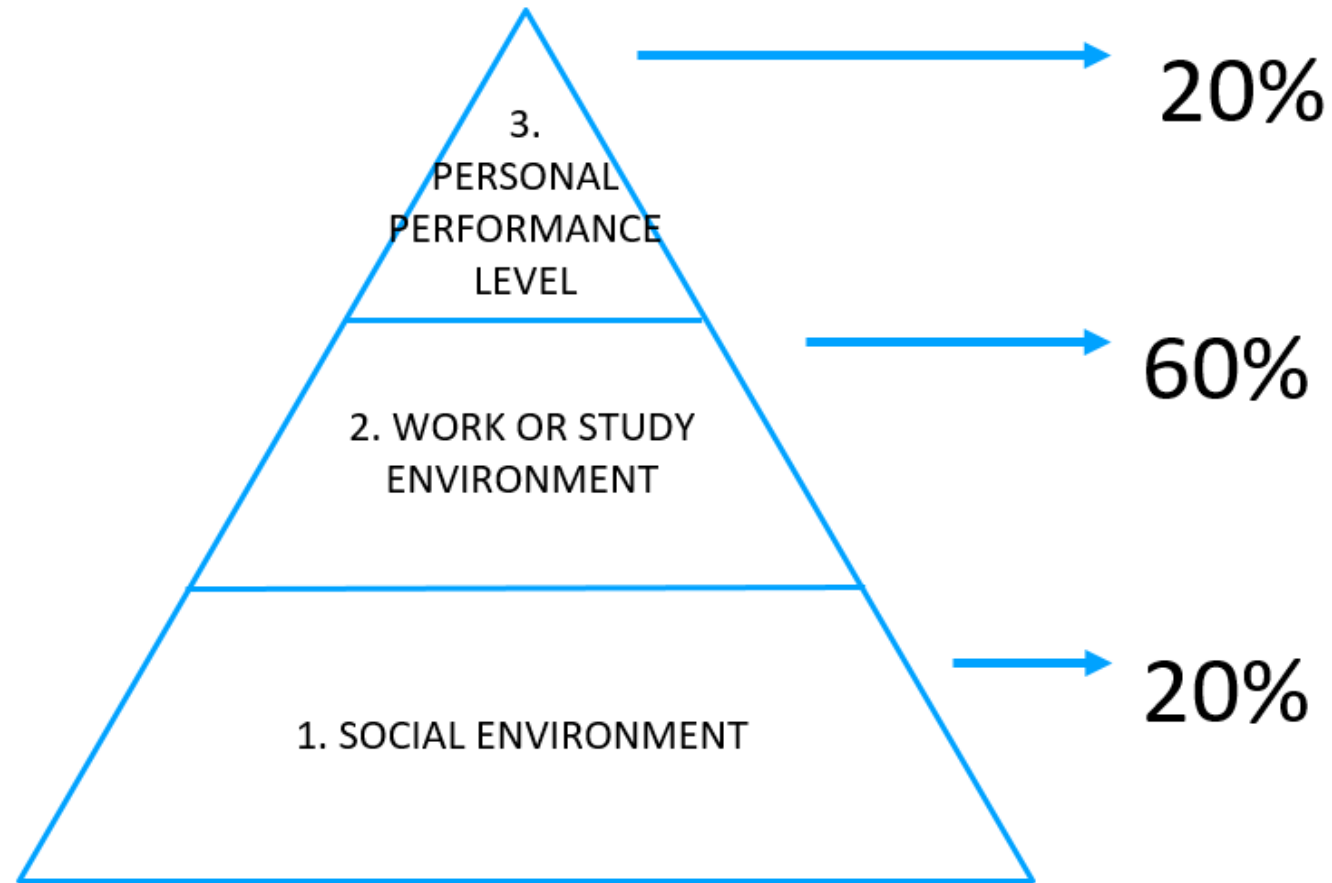 20%
3.
PERSONAL
PERFORMANCE
LEVEL
60%
2. WORK OR STUDY
ENVIRONMENT
20%
1. SOCIAL ENVIRONMENT